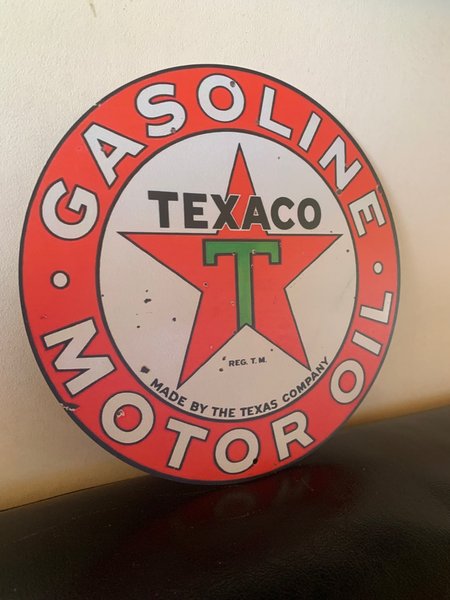 GASOLINE
TEXACO
T
REG. T. M.
MADE BY THE TEXAS COMPANY
MOTOR OIL